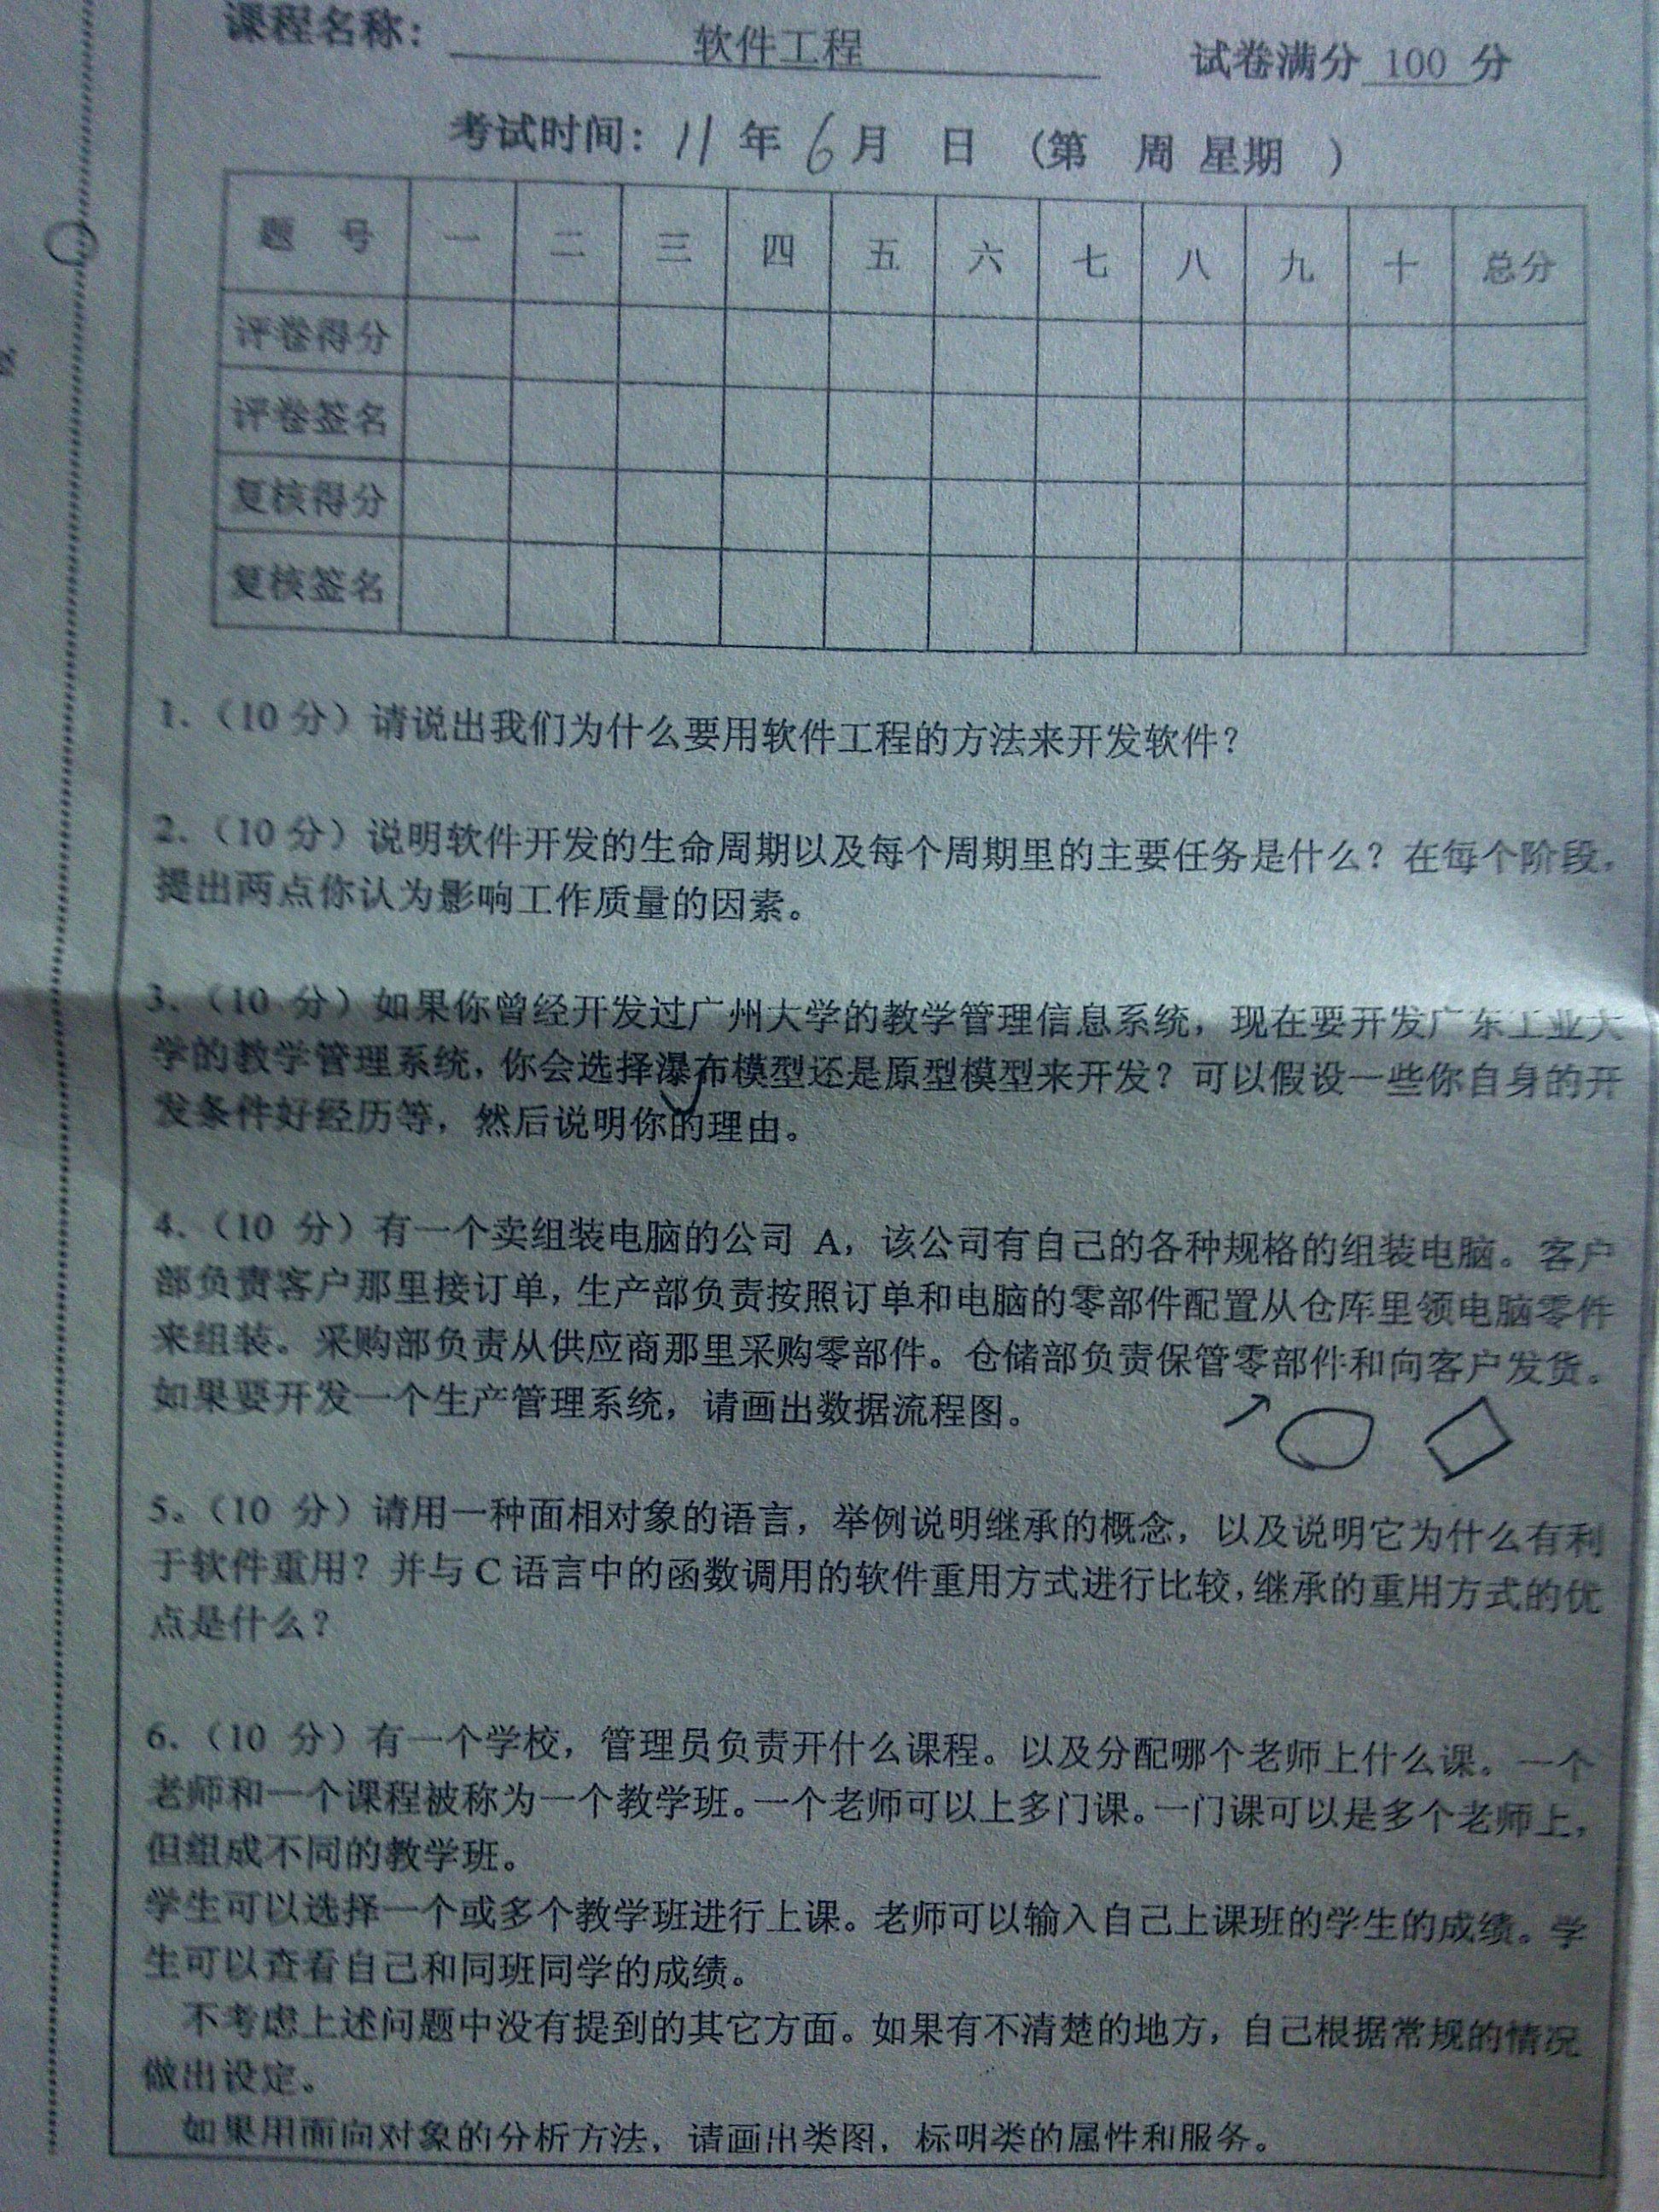 课程名称： 软件工程 试卷满分 100 分
考试时间：11 年 6 月 日 （第 周 星期 ）
题 号 一 二 三 四 五 六 七 八 九 十 总分
评卷得分
评卷签名
复核得分
复核签名
1.（10 分）请说出我们为什么要用软件工程的方法来开发软件？
2.（10 分）说明软件开发的生命周期以及每个周期里的主要任务是什么？在每个阶段，
提出两点你认为影响工作质量的因素。
3.（10 分）如果你曾经开发过广州大学的教学管理信息系统，现在要开发广东工业大
学的教学管理系统，你会选择瀑布模型还是原型模型来开发？可以假设一些你自身的开
发条件好经历等，然后说明你的理由。
4.（10 分）有一个卖组装电脑的公司 A，该公司有自己的各种规格的组装电脑。客户
部负责客户那里接订单，生产部负责按照订单和电脑的零部件配置从仓库里领电脑零件
来组装。采购部负责从供应商那里采购零部件。仓储部负责保管零部件和向客户发货。
如果要开发一个生产管理系统，请画出数据流程图。
5。（10 分）请用一种面相对象的语言，举例说明继承的概念，以及说明它为什么有利
于软件重用？并与 C 语言中的函数调用的软件重用方式进行比较，继承的重用方式的优
点是什么？
6.（10 分）有一个学校，管理员负责开什么课程。以及分配哪个老师上什么课。一个
老师和一个课程被称为一个教学班。一个老师可以上多门课。一门课可以是多个老师上，
但组成不同的教学班。
学生可以选择一个或多个教学班进行上课。老师可以输入自己上课班的学生的成绩。学
生可以查看自己和同班同学的成绩。
不考虑上述问题中没有提到的其它方面。如果有不清楚的地方，自己根据常规的情况
做出设定。
如果用面向对象的分析方法，请画出类图，标明类的属性和服务。